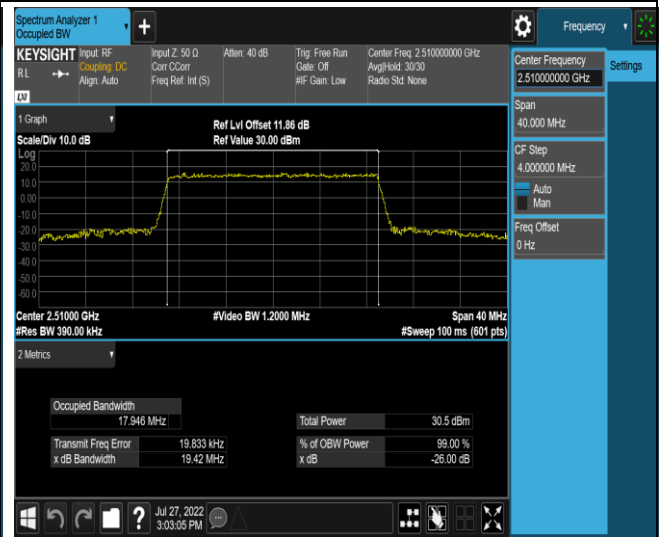 Spectrum Analyzer 1
Occupied BW
+
Frequency
KEYSIGHT
RL
LXI
Input: RF
Coupling: DC
Align: Auto
Input Z: 50 Ω
Corr CCorr
Freq Ref: Int (S)
Atten: 40 dB
Trig: Free Run
Gate: Off
#IF Gain: Low
Center Freq: 2.510000000 GHz
Avg|Hold: 30/30
Radio Std: None
Center Frequency
2.510000000 GHz
Settings
Span
40.000 MHz
CF Step
4.000000 MHz
Auto
Man
Freq Offset
0 Hz
1 Graph
Scale/Div 10.0 dB
Ref Lvl Offset 11.86 dB
Ref Value 30.00 dBm
Log
20.0
10.0
0.00
-10.0
-20.0
-30.0
-40.0
-50.0
-60.0
Center 2.51000 GHz
#Video BW 1.2000 MHz
Span 40 MHz
#Res BW 390.00 kHz
#Sweep 100 ms (601 pts)
2 Metrics
Occupied Bandwidth
17.946 MHz
Total Power 30.5 dBm
Transmit Freq Error 19.833 kHz
% of OBW Power 99.00 %
x dB Bandwidth 19.42 MHz
x dB -26.00 dB
?
Jul 27, 2022
3:03:05 PM